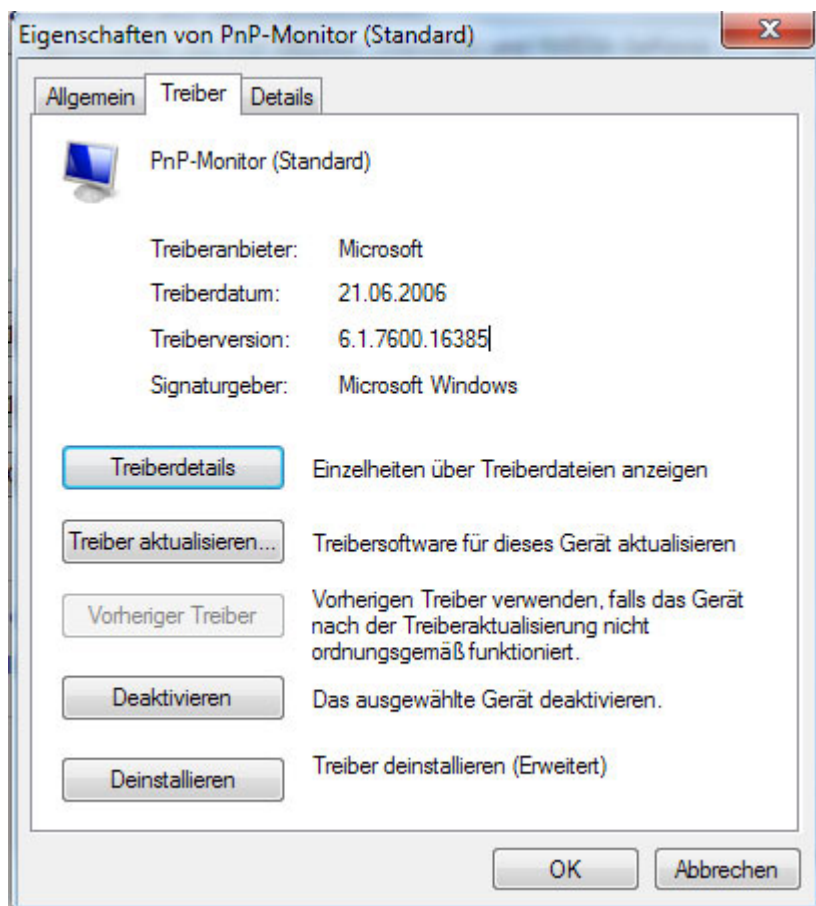 Eigenschaften von PnP-Monitor (Standard)
Allgemein Treiber Details
PnP-Monitor (Standard)
Treiberanbieter: Microsoft
Treiberdatum: 21.06.2006
Treiberversion: 6.1.7600.16385
Signaturgeber: Microsoft Windows
Treiberdetails Einzelheiten über Treiberdateien anzeigen
Treiber aktualisieren... Treibersoftware für dieses Gerät aktualisieren
Vorheriger Treiber Vorherigen Treiber verwenden, falls das Gerät
nach der Treiberaktualisierung nicht
ordnungsgemäß funktioniert.
Deaktivieren Das ausgewählte Gerät deaktivieren.
Deinstallieren Treiber deinstallieren (Erweitert)
OK Abbrechen